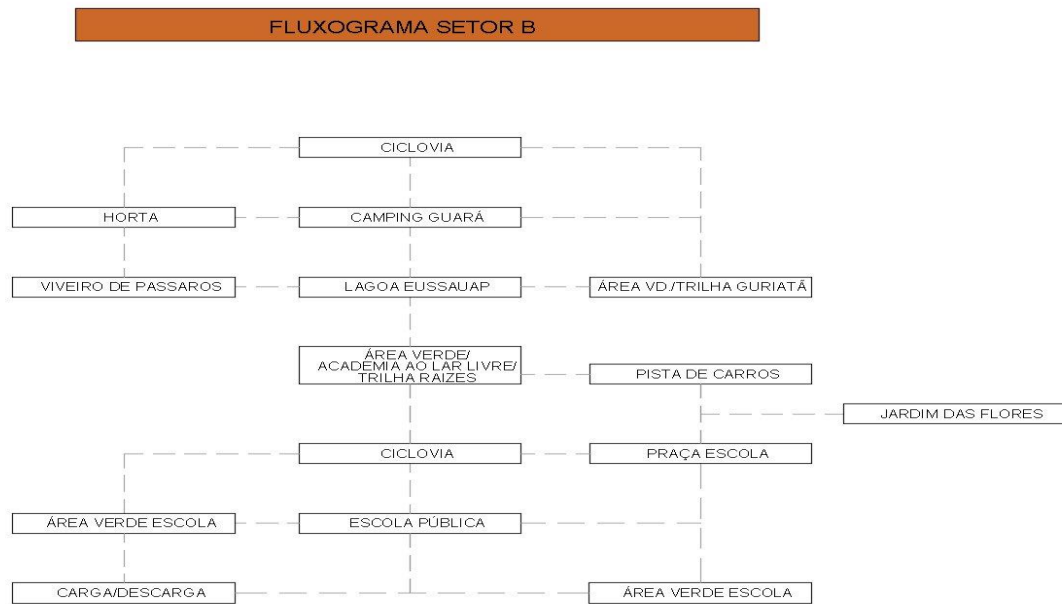 FLUXOGRAMA SETOR B
CICLOVIA
HORTA
CAMPING GUARÁ
VIVEIRO DE PASSAROS
LAGOA EUSSAUAP
ÁREA VD./TRILHA GURIATÃ
ÁREA VERDE/
ACADEMIA AO LAR LIVRE/
TRILHA RAIZES
PISTA DE CARROS
JARDIM DAS FLORES
CICLOVIA
PRAÇA ESCOLA
ÁREA VERDE ESCOLA
ESCOLA PÚBLICA
CARGA/DESCARGA
ÁREA VERDE ESCOLA